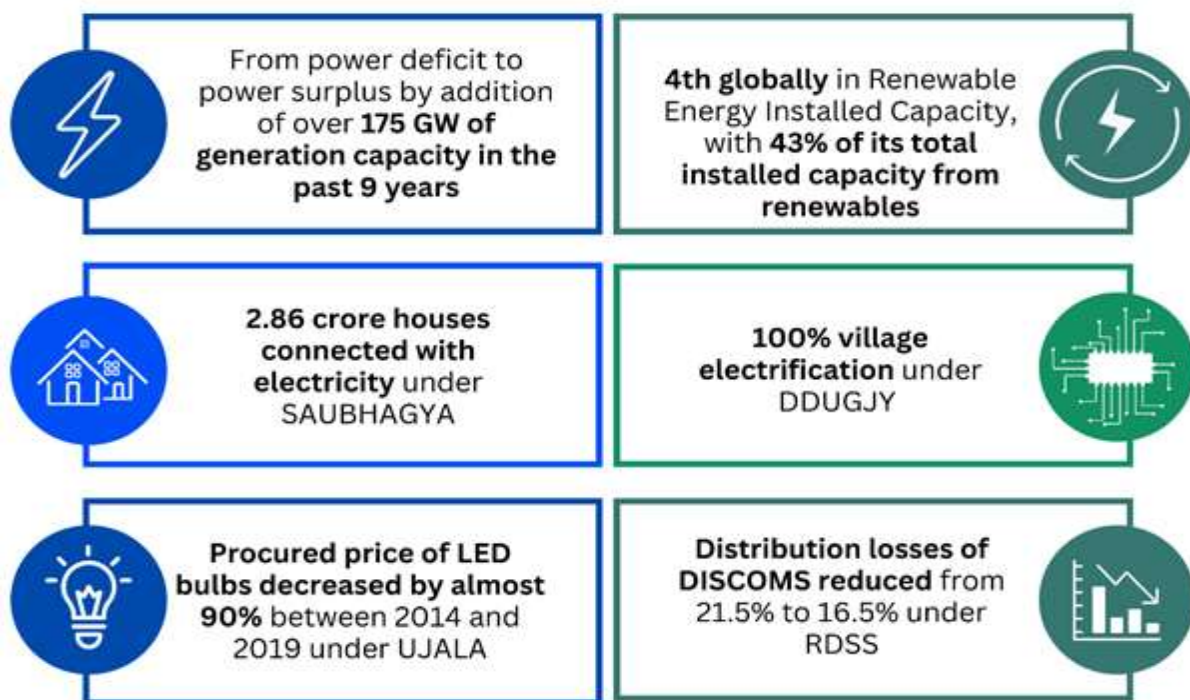 From power deficit to
power surplus by addition
of over 175 GW of
generation capacity in the
past 9 years
4th globally in Renewable
Energy Installed Capacity,
with 43% of its total
installed capacity from
renewables
2.86 crore houses
connected with
electricity under
SAUBHAGYA
100% village
electrification under
DDUGJY
Procured price of LED
bulbs decreased by almost
90% between 2014 and
2019 under UJALA
Distribution losses of
DISCOMS reduced from
21.5% to 16.5% under
RDSS